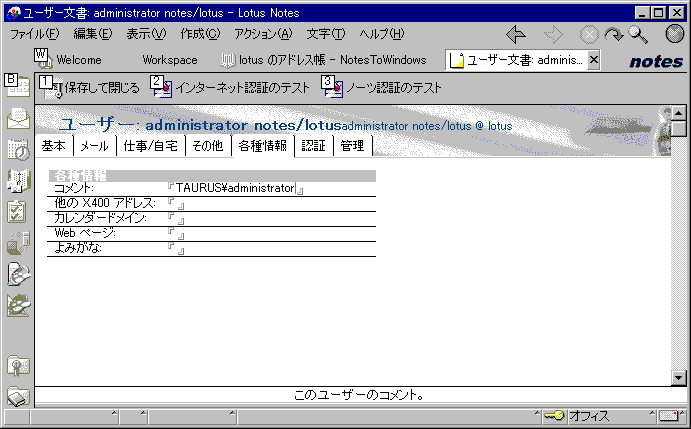 ユーザー文書: administrator notes/lotus - Lotus Notes
ファイル(F) 編集(E) 表示(V) 作成(C) アクション(A) 文字(T) ヘルプ(H)
W Welcome Workspace lotus のアドレス帳 - NotesToWindows ユーザー文書: adminis... notes
B 1 保存して閉じる 2 インターネット認証のテスト 3 ノーツ認証のテスト
ユーザー: administrator notes/lotus administrator notes/lotus @ lotus
基本 メール 仕事/自宅 その他 各種情報 認証 管理
各種情報
コメント: 『TAURUS¥administrator』
他の X400 アドレス: 『 』
カレンダードメイン: 『 』
Web ページ: 『 』
よみがな: 『 』
このユーザーのコメント。
オフィス